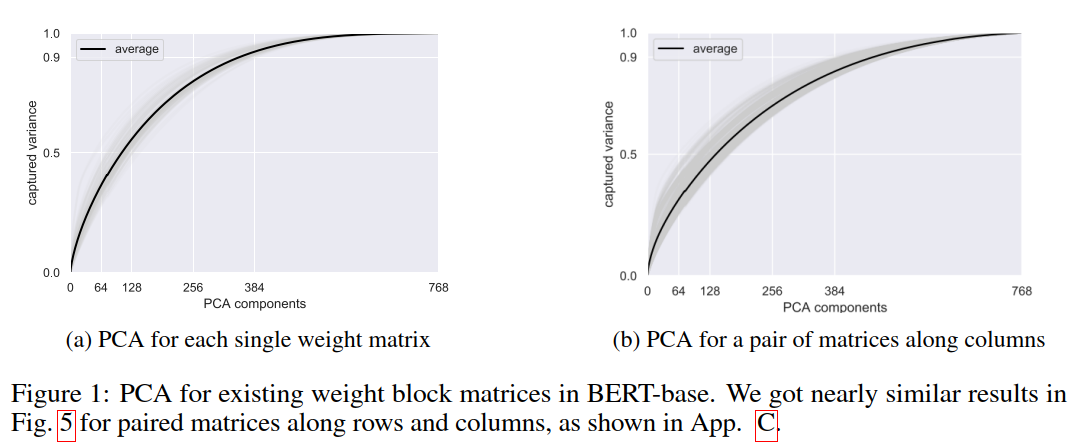 1.0
0.9
0.5
0.0
captured variance
average
0 64 128 256 384 768
PCA components
(a) PCA for each single weight matrix
1.0
0.9
0.5
0.0
captured variance
average
0 64 128 256 384 768
PCA components
(b) PCA for a pair of matrices along columns
Figure 1: PCA for existing weight block matrices in BERT-base. We got nearly similar results in
Fig. 5 for paired matrices along rows and columns, as shown in App. C.